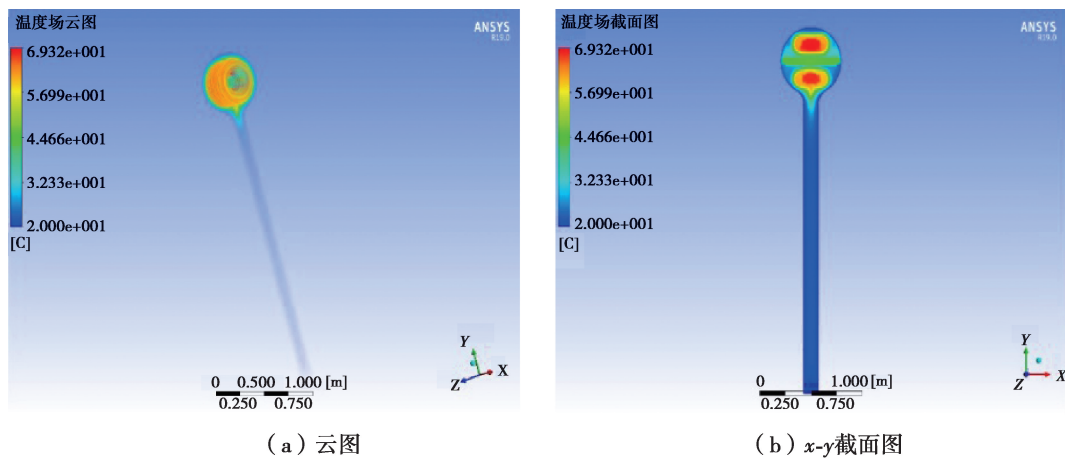 温度场云图
ANSYS
R19.0
6.932e+001
5.699e+001
4.466e+001
3.233e+001
2.000e+001
[C]
Y
X
Z
0 0.500 1.000 [m]
0.250 0.750
(a)云图
温度场截面图
ANSYS
R19.0
6.932e+001
5.699e+001
4.466e+001
3.233e+001
2.000e+001
[C]
Y
Z X
0 1.000 [m]
0.250 0.750
(b)x-y截面图